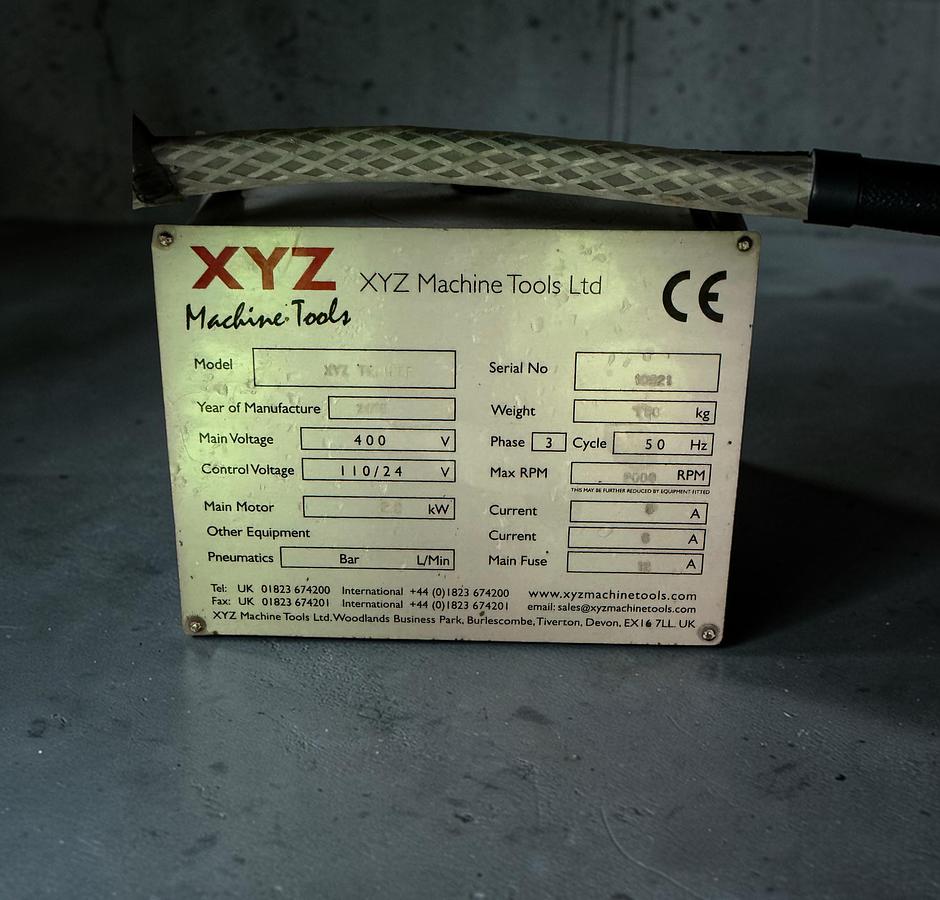 XYZ
Machine Tools
XYZ Machine Tools Ltd
CE
Model XYZ
Serial No 10821
Year of Manufacture
Weight kg
Main Voltage 400 V
Phase 3 Cycle 50 Hz
Control Voltage 110/24 V
Max RPM RPM
THIS MAY BE FURTHER REDUCED BY EQUIPMENT FITTED
Main Motor kW
Current A
Other Equipment
Current A
Pneumatics Bar L/Min
Main Fuse A
Tel: UK 01823 674200 International +44 (0)1823 674200 www.xyzmachinetools.com
Fax: UK 01823 674201 International +44 (0)1823 674201 email: sales@xyzmachinetools.com
XYZ Machine Tools Ltd. Woodlands Business Park, Burlescombe, Tiverton, Devon, EX16 7LL. UK